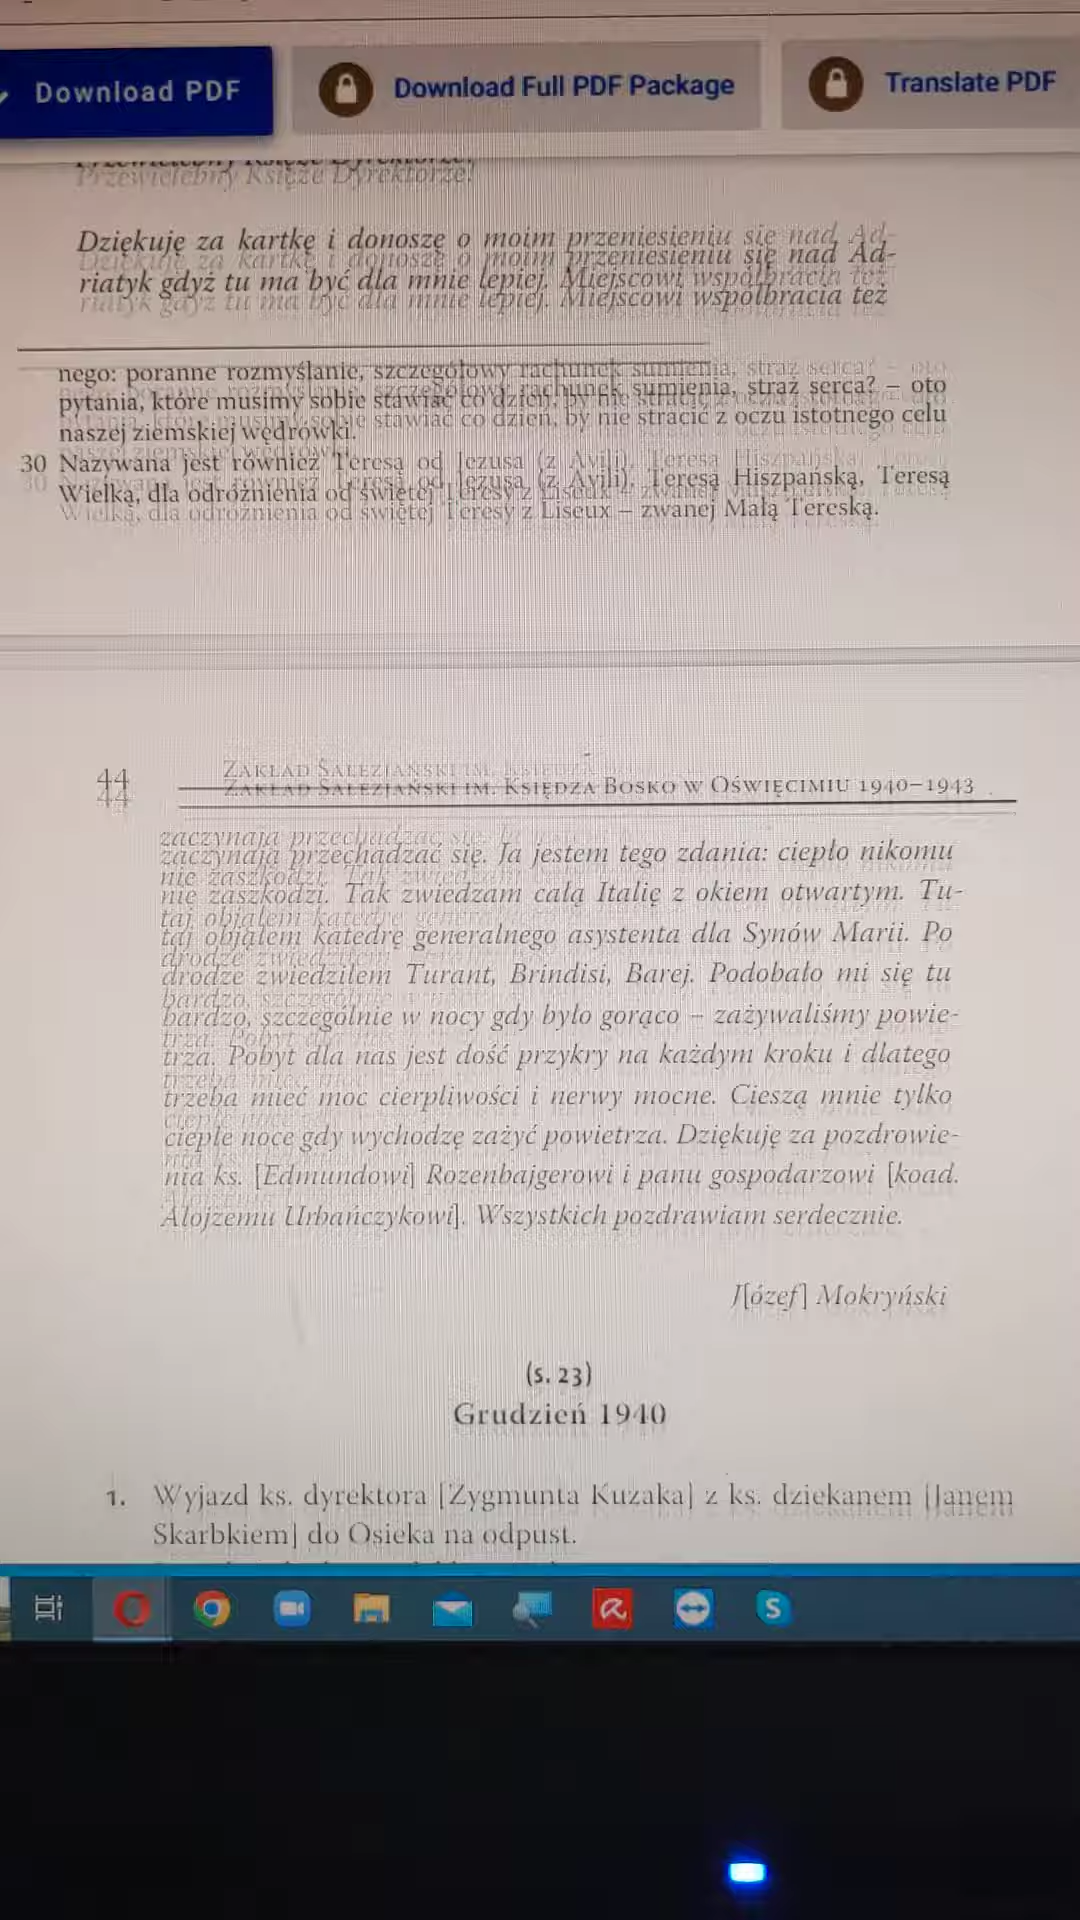 Download PDF
Download Full PDF Package
Translate PDF
Przewielebny Księże Dyrektorze!
Dziękuję za kartkę i donoszę o moim przeniesieniu się nad Ad-
riatyk gdyż tu ma być dla mnie lepiej. Miejscowi współbracia też
nego: poranne rozmyślanie, szczegółowy rachunek sumienia, straż serca? – oto
pytania, które musimy sobie stawiać co dzień, by nie stracić z oczu istotnego celu
naszej ziemskiej wędrówki.
30 Nazywana jest również Teresą od Jezusa (z Avili), Teresą Hiszpańską, Teresą
Wielką, dla odróżnienia od świętej Teresy z Liseux – zwanej Małą Tereską.
44 Zakład Salezjański im. Księdza Bosko w Oświęcimiu 1940–1943
zaczynają przechadzać się. Ja jestem tego zdania: ciepło nikomu
nie zaszkodzi. Tak zwiedzam całą Italię z okiem otwartym. Tu-
taj objąłem katedrę generalnego asystenta dla Synów Marii. Po
drodze zwiedziłem Turant, Brindisi, Barej. Podobało mi się tu
bardzo, szczególnie w nocy gdy było gorąco – zażywaliśmy powie-
trza. Pobyt dla nas jest dość przykry na każdym kroku i dlatego
trzeba mieć moc cierpliwości i nerwy mocne. Cieszą mnie tylko
ciepłe noce gdy wychodzę zażyć powietrza. Dziękuję za pozdrowie-
nia ks. [Edmundowi] Rozenbajgerowi i panu gospodarzowi [koad.
Alojzemu Urbańczykowi]. Wszystkich pozdrawiam serdecznie.
J[ózef] Mokryński
(s. 23)
Grudzień 1940
1. Wyjazd ks. dyrektora [Zygmunta Kuzaka] z ks. dziekanem [Janem
Skarbkiem] do Osieka na odpust.
S